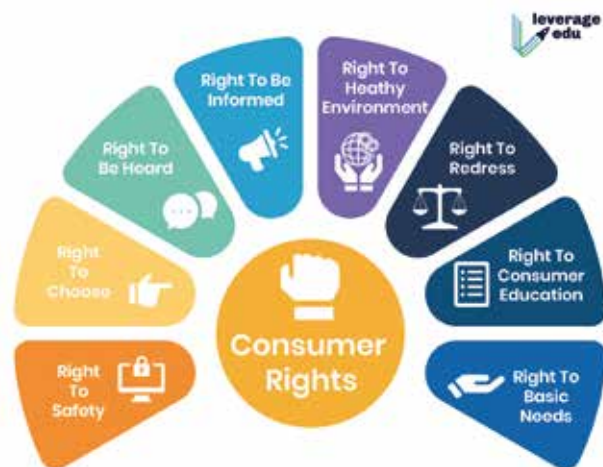 leverage
edu
Right To
Safety
Right
To
Choose
Right To
Be Heard
Right To Be
Informed
Right To
Heathy
Environment
Right To
Redress
Right To
Consumer
Education
Right To
Basic
Needs
Consumer
Rights